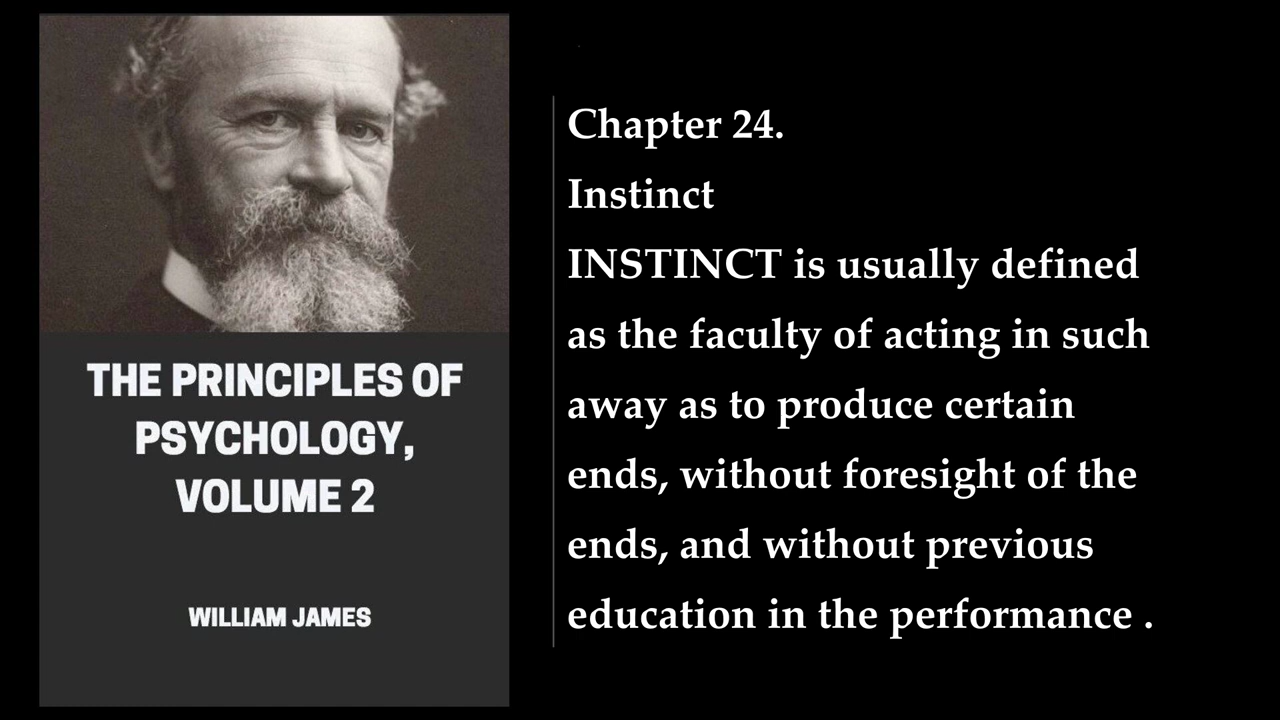 THE PRINCIPLES OF
PSYCHOLOGY,
VOLUME 2
WILLIAM JAMES
Chapter 24.
Instinct
INSTINCT is usually defined
as the faculty of acting in such
away as to produce certain
ends, without foresight of the
ends, and without previous
education in the performance .